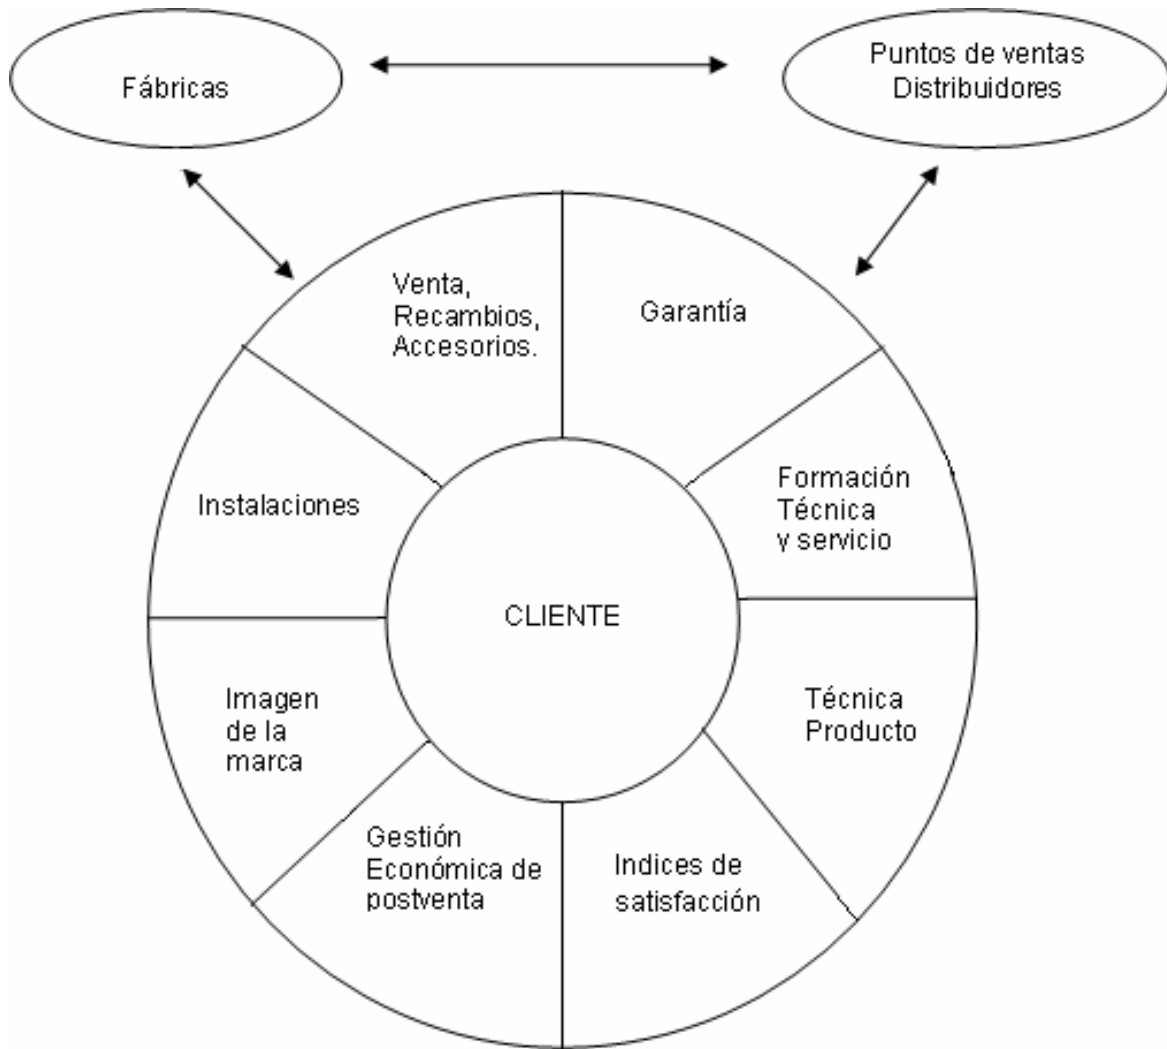 Fábricas
Puntos de ventas
Distribuidores
Venta,
Recambios,
Accesorios.
Garantía
Instalaciones
Formación
Técnica
y servicio
CLIENTE
Imagen
de la
marca
Técnica
Producto
Gestión
Económica de
postventa
Indices de
satisfacción